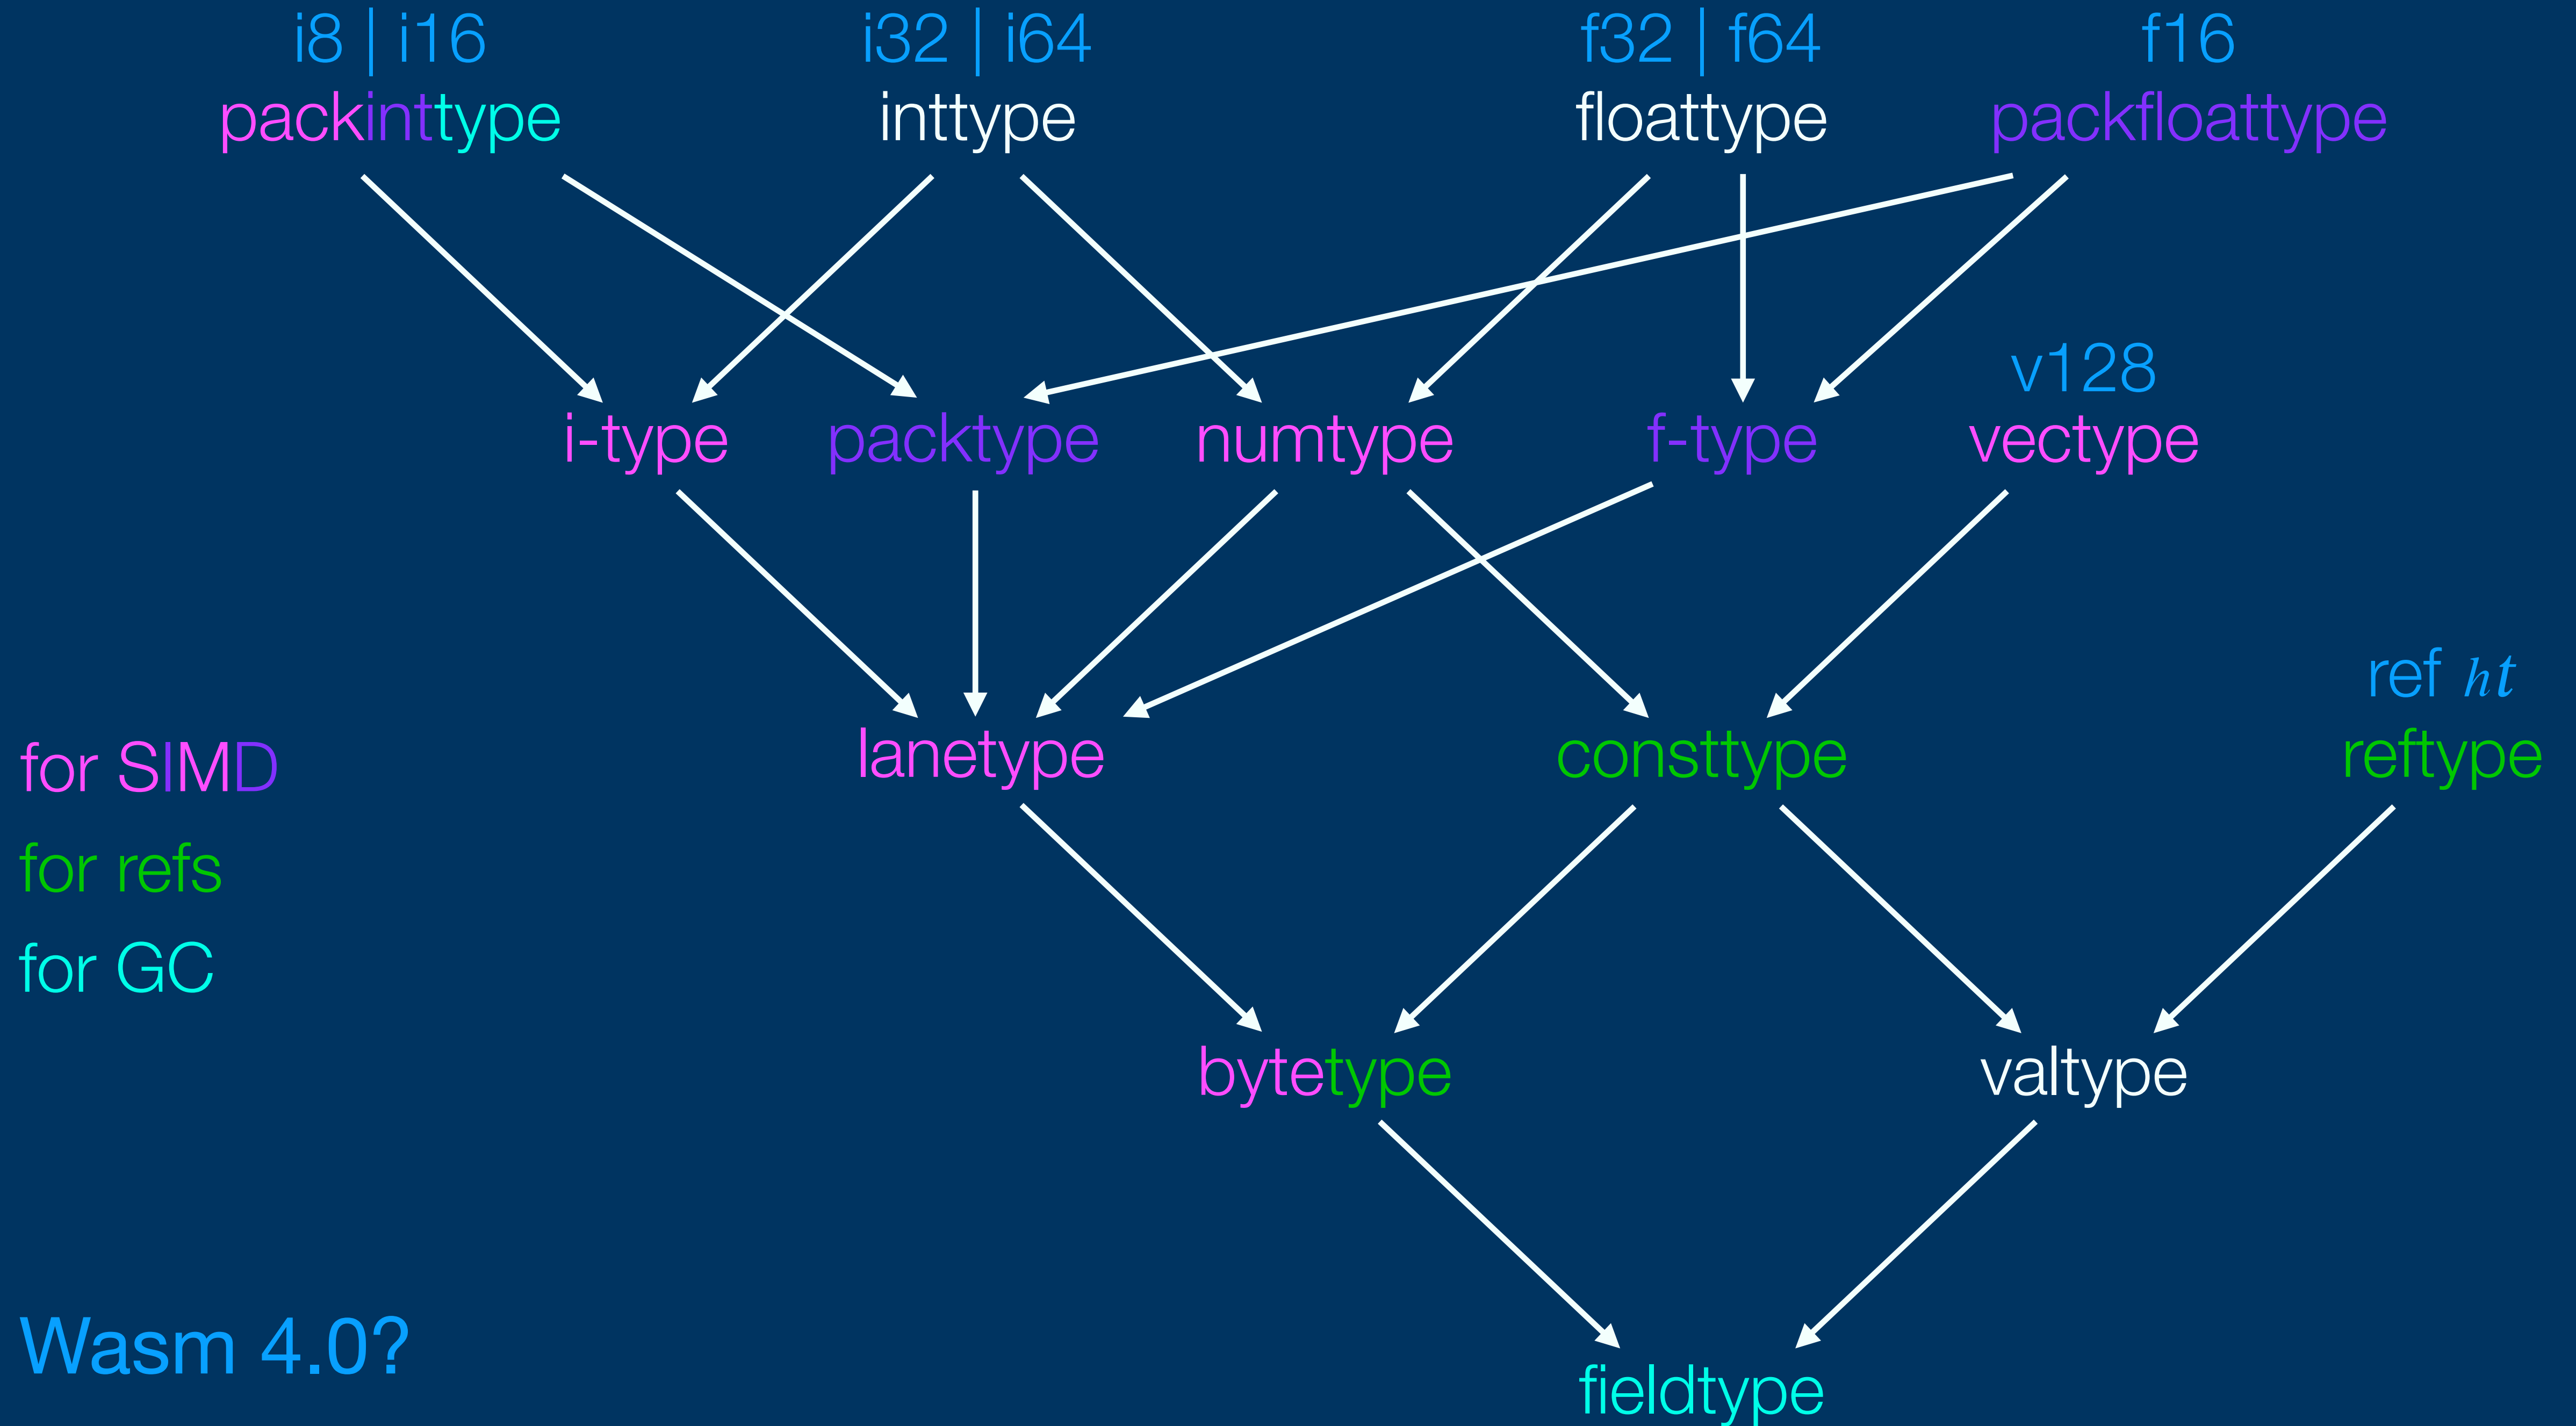 i8 | i16
i32 | i64
f32 | f64
f16
packinttype
inttype
floattype
packfloattype
v128
i-type
packtype
numtype
f-type
vectype
ref ht
lanetype
consttype
reftype
for SIMD
for refs
for GC
bytetype
valtype
Wasm 4.0?
fieldtype